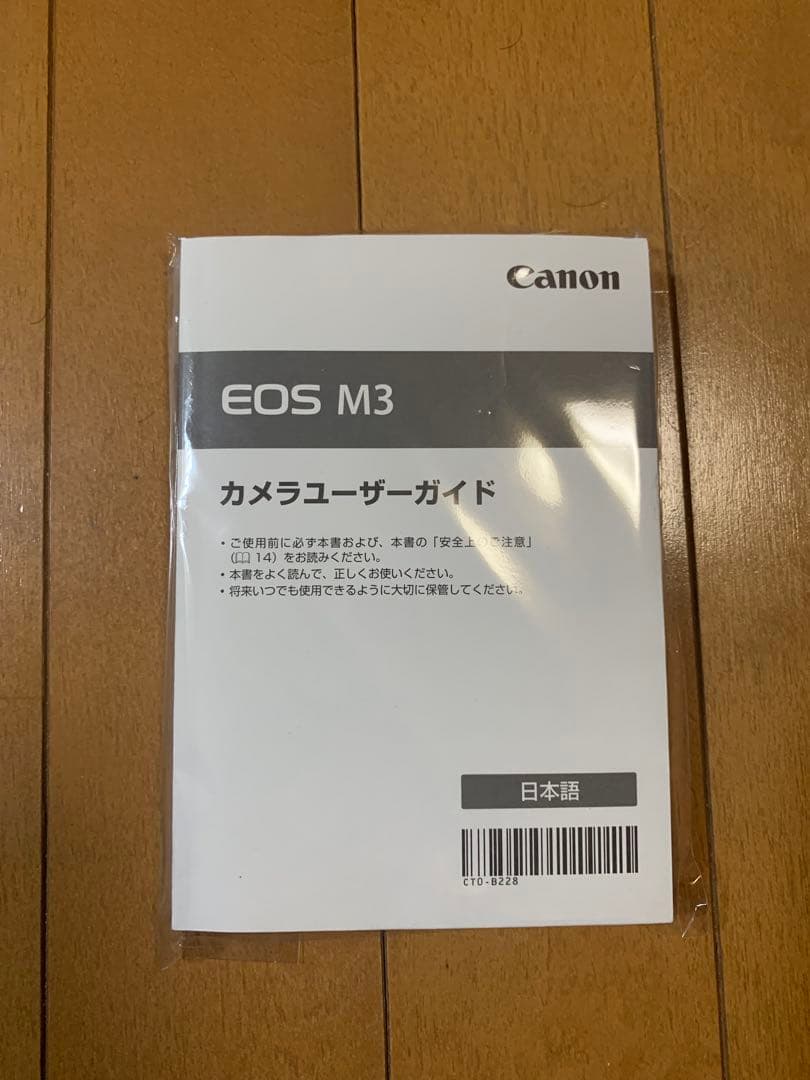 Canon
EOS M3
カメラユーザーガイド
・ご使用前に必ず本書および、本書の「安全上のご注意」
（📖 14）をお読みください。
・本書をよく読んで、正しくお使いください。
・将来いつでも使用できるように大切に保管してください。
日本語
CT0-B228